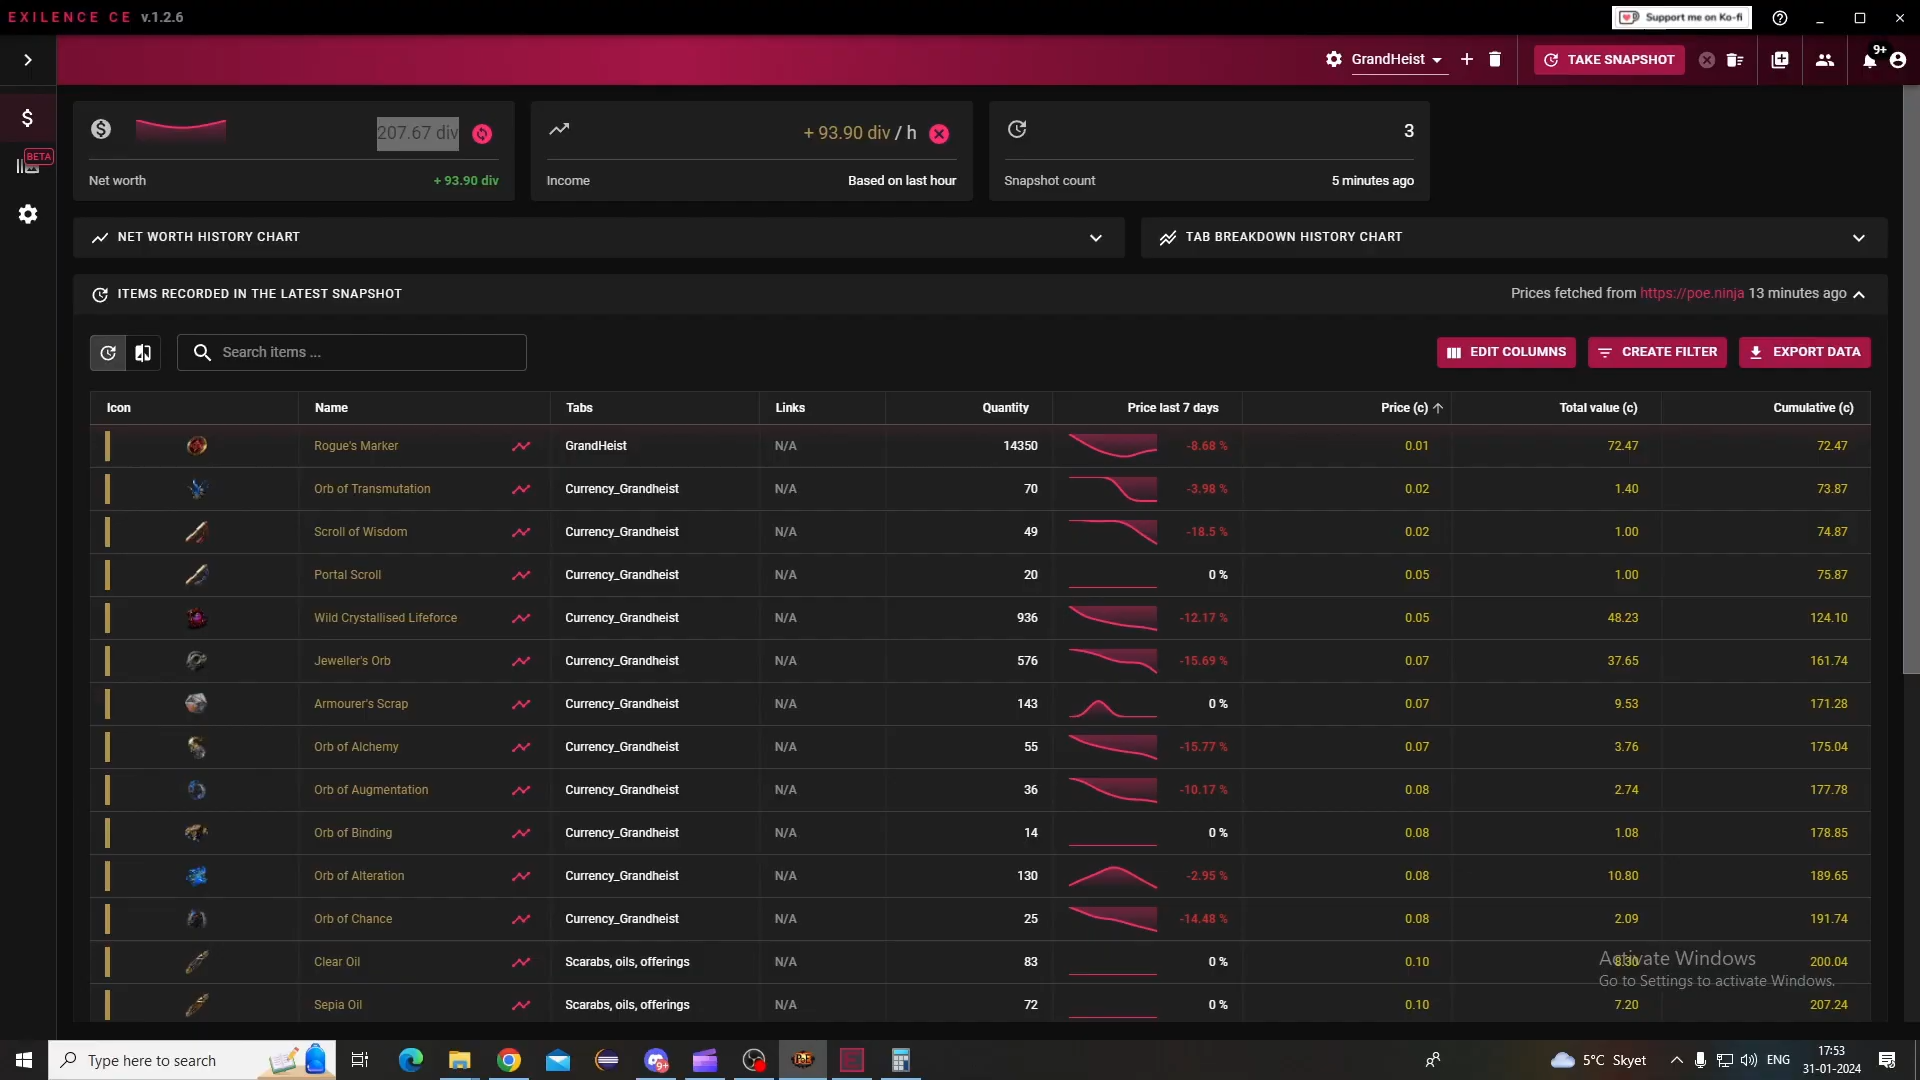 EXILENCE CE v.1.2.6
Support me on Ko-fi
GrandHeist
TAKE SNAPSHOT
9+
BETA
207.67 div
Net worth
+ 93.90 div
+ 93.90 div / h
Income
Based on last hour
3
Snapshot count
5 minutes ago
NET WORTH HISTORY CHART
TAB BREAKDOWN HISTORY CHART
ITEMS RECORDED IN THE LATEST SNAPSHOT
Prices fetched from https://poe.ninja 13 minutes ago
Search items ...
EDIT COLUMNS
CREATE FILTER
EXPORT DATA
Icon Name Tabs Links Quantity Price last 7 days Price (c) Total value (c) Cumulative (c)
Rogue's Marker GrandHeist N/A 14350 -8.68 % 0.01 72.47 72.47
Orb of Transmutation Currency_Grandheist N/A 70 -3.98 % 0.02 1.40 73.87
Scroll of Wisdom Currency_Grandheist N/A 49 -18.5 % 0.02 1.00 74.87
Portal Scroll Currency_Grandheist N/A 20 0 % 0.05 1.00 75.87
Wild Crystallised Lifeforce Currency_Grandheist N/A 936 -12.17 % 0.05 48.23 124.10
Jeweller's Orb Currency_Grandheist N/A 576 -15.69 % 0.07 37.65 161.74
Armourer's Scrap Currency_Grandheist N/A 143 0 % 0.07 9.53 171.28
Orb of Alchemy Currency_Grandheist N/A 55 -15.77 % 0.07 3.76 175.04
Orb of Augmentation Currency_Grandheist N/A 36 -10.17 % 0.08 2.74 177.78
Orb of Binding Currency_Grandheist N/A 14 0 % 0.08 1.08 178.85
Orb of Alteration Currency_Grandheist N/A 130 -2.95 % 0.08 10.80 189.65
Orb of Chance Currency_Grandheist N/A 25 -14.48 % 0.08 2.09 191.74
Clear Oil Scarabs, oils, offerings N/A 83 0 % 0.10 8.30 200.04
Sepia Oil Scarabs, oils, offerings N/A 72 0 % 0.10 7.20 207.24
Activate Windows
Go to Settings to activate Windows.
Type here to search
9+
5°C Skyet
ENG
17:53
31-01-2024